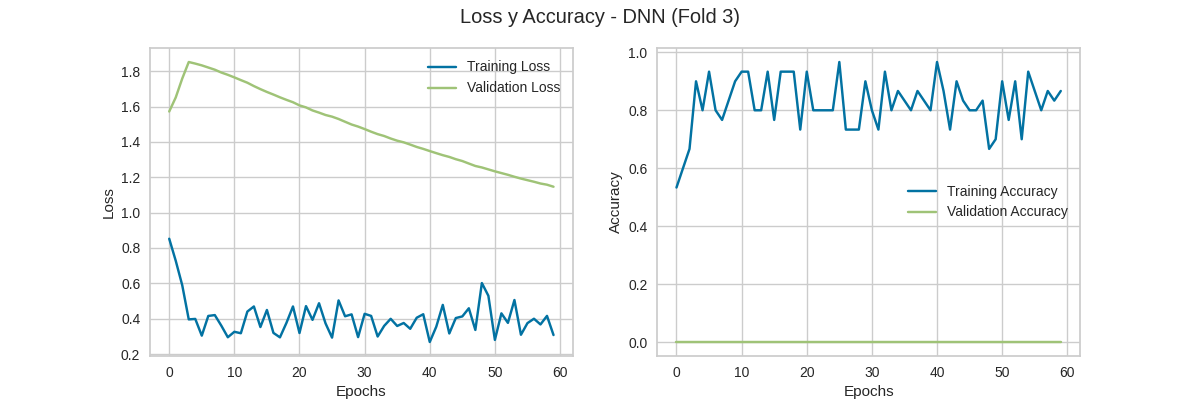 Loss y Accuracy - DNN (Fold 3)
1.8
1.6
1.4
1.2
1.0
0.8
0.6
0.4
0.2
Loss
0 10 20 30 40 50 60
Epochs
Training Loss
Validation Loss
1.0
0.8
0.6
0.4
0.2
0.0
Accuracy
0 10 20 30 40 50 60
Epochs
Training Accuracy
Validation Accuracy